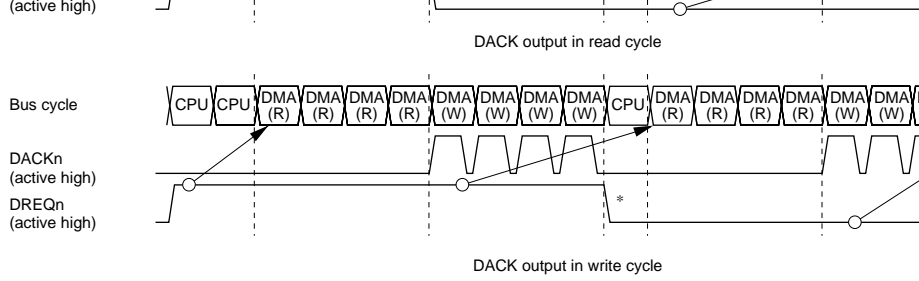 (active high)
DACK output in read cycle
Bus cycle CPU CPU DMA (R) DMA (R) DMA (R) DMA (R) DMA (W) DMA (W) DMA (W) DMA (W) CPU DMA (R) DMA (R) DMA (R) DMA (R) DMA (W) DMA (W)
DACKn
(active high)
DREQn
*
(active high)
DACK output in write cycle